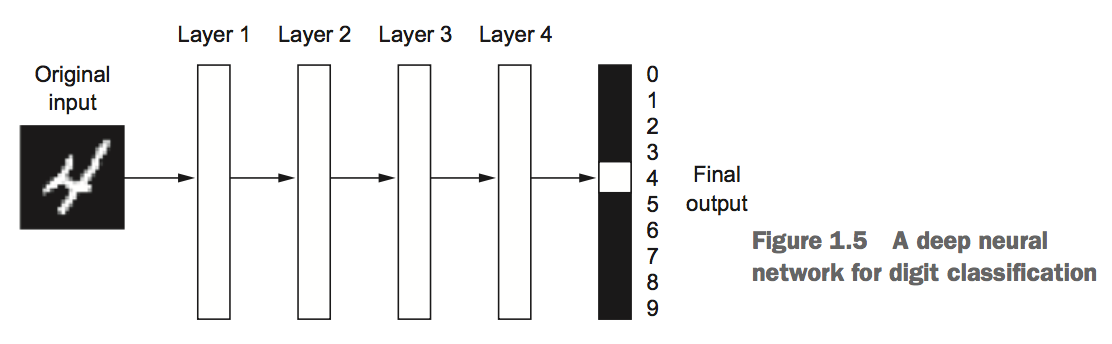 Layer 1 Layer 2 Layer 3 Layer 4
Original
input
4
0
1
2
3
4
5
6
7
8
9
Final
output
Figure 1.5 A deep neural
network for digit classification